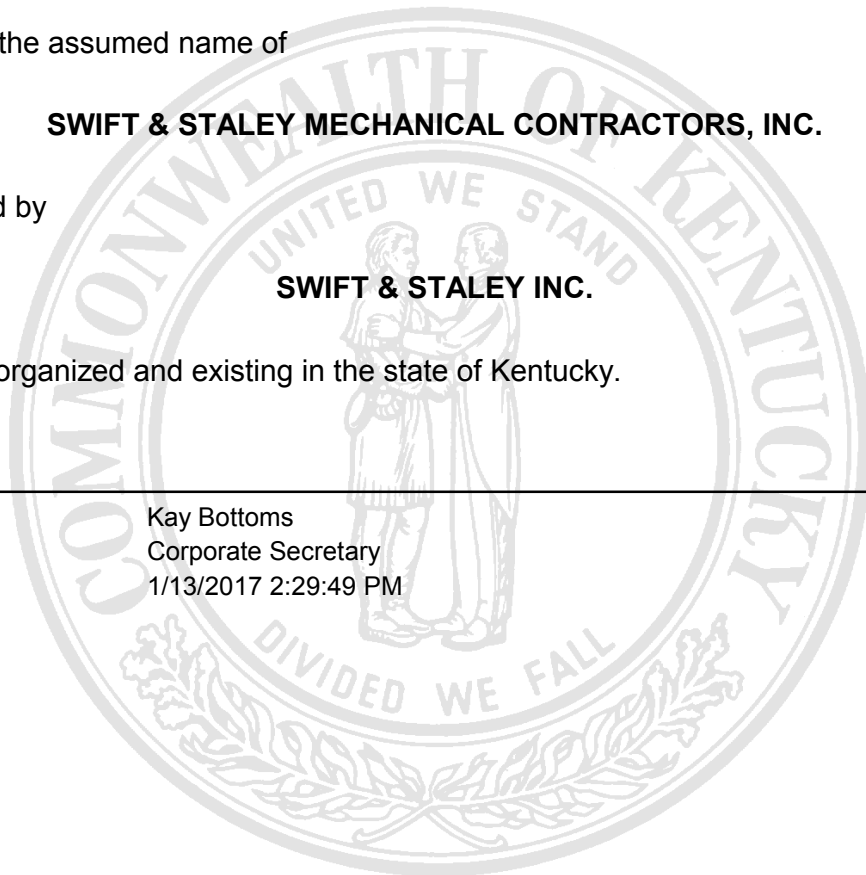 the assumed name of
SWIFT & STALEY MECHANICAL CONTRACTORS, INC.
d by
SWIFT & STALEY INC.
organized and existing in the state of Kentucky.
Kay Bottoms
Corporate Secretary
1/13/2017 2:29:49 PM
COMMONWEALTH OF KENTUCKY
UNITED WE STAND
DIVIDED WE FALL